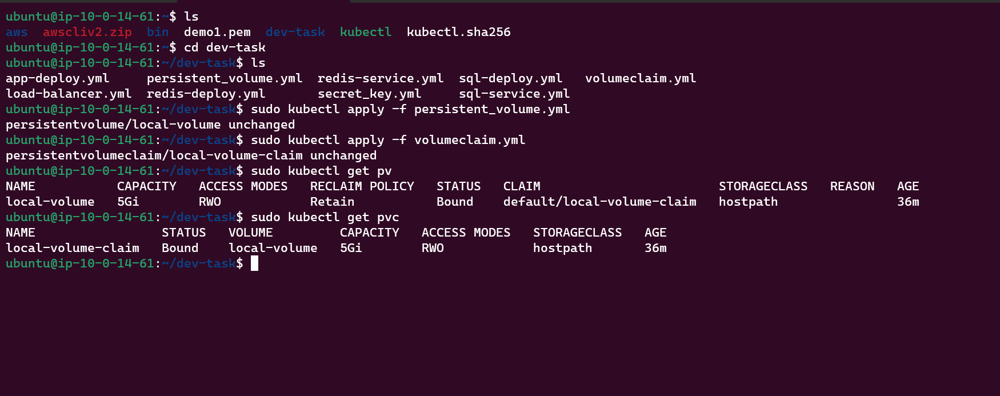 ubuntu@ip-10-0-14-61:~$ ls
aws  awscliv2.zip  bin  demo1.pem  dev-task  kubectl  kubectl.sha256
ubuntu@ip-10-0-14-61:~$ cd dev-task
ubuntu@ip-10-0-14-61:~/dev-task$ ls
app-deploy.yml     persistent_volume.yml  redis-service.yml  sql-deploy.yml   volumeclaim.yml
load-balancer.yml  redis-deploy.yml       secret_key.yml     sql-service.yml
ubuntu@ip-10-0-14-61:~/dev-task$ sudo kubectl apply -f persistent_volume.yml
persistentvolume/local-volume unchanged
ubuntu@ip-10-0-14-61:~/dev-task$ sudo kubectl apply -f volumeclaim.yml
persistentvolumeclaim/local-volume-claim unchanged
ubuntu@ip-10-0-14-61:~/dev-task$ sudo kubectl get pv
NAME           CAPACITY   ACCESS MODES   RECLAIM POLICY   STATUS   CLAIM                        STORAGECLASS   REASON   AGE
local-volume   5Gi        RWO            Retain           Bound    default/local-volume-claim   hostpath                36m
ubuntu@ip-10-0-14-61:~/dev-task$ sudo kubectl get pvc
NAME                 STATUS   VOLUME         CAPACITY   ACCESS MODES   STORAGECLASS   AGE
local-volume-claim   Bound    local-volume   5Gi        RWO            hostpath       36m
ubuntu@ip-10-0-14-61:~/dev-task$